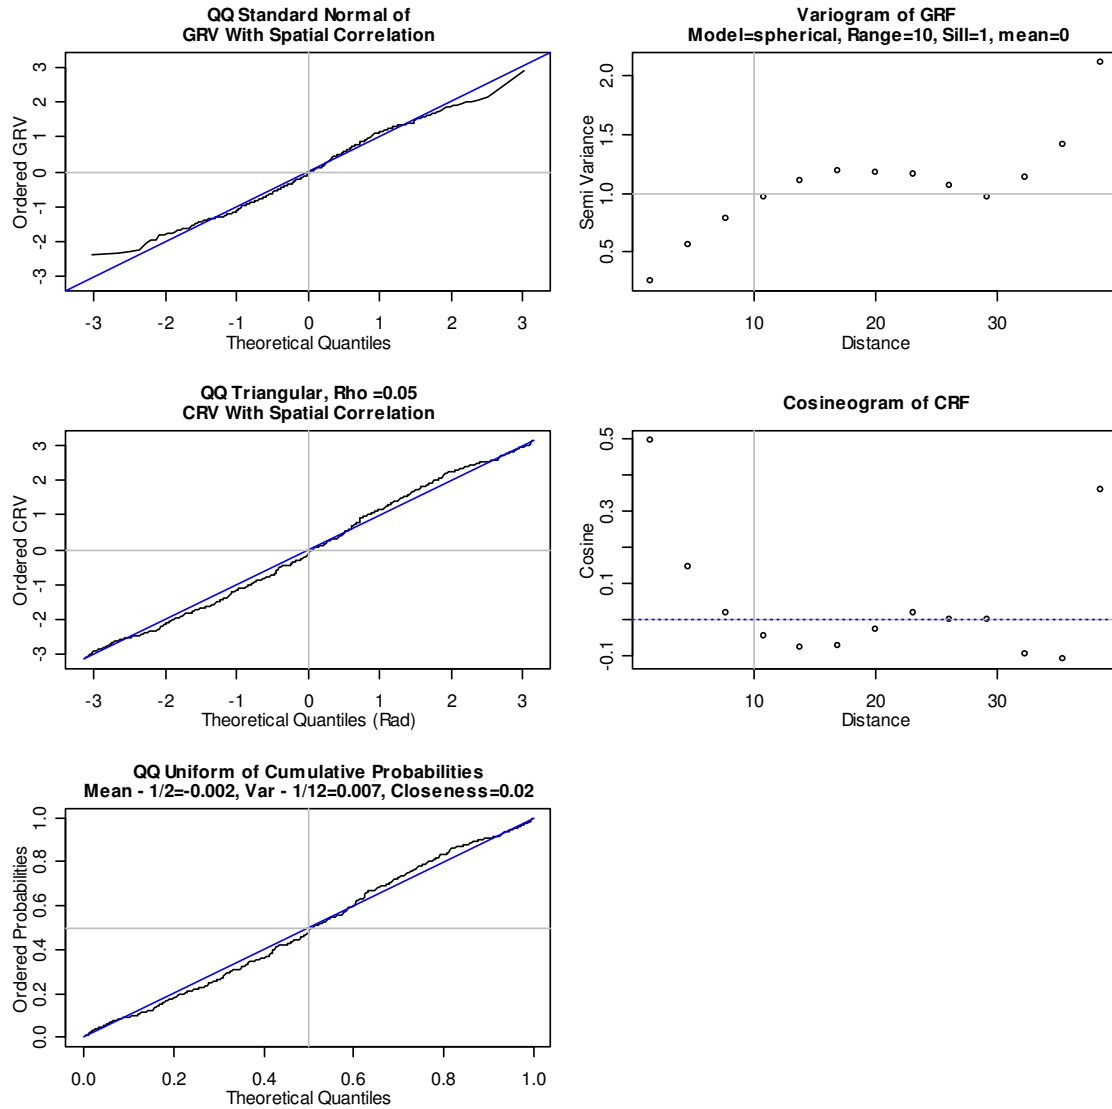 QQ Standard Normal of
GRV With Spatial Correlation
Ordered GRV
3
2
1
0
-1
-2
-3
-3 -2 -1 0 1 2 3
Theoretical Quantiles
Variogram of GRF
Model=spherical, Range=10, Sill=1, mean=0
Semi Variance
2.0
1.5
1.0
0.5
10 20 30
Distance
QQ Triangular, Rho =0.05
CRV With Spatial Correlation
Ordered CRV
3
2
1
0
-1
-2
-3
-3 -2 -1 0 1 2 3
Theoretical Quantiles (Rad)
Cosineogram of CRF
Cosine
0.5
0.3
0.1
-0.1
10 20 30
Distance
QQ Uniform of Cumulative Probabilities
Mean - 1/2=-0.002, Var - 1/12=0.007, Closeness=0.02
Ordered Probabilities
1.0
0.8
0.6
0.4
0.2
0.0
0.0 0.2 0.4 0.6 0.8 1.0
Theoretical Quantiles